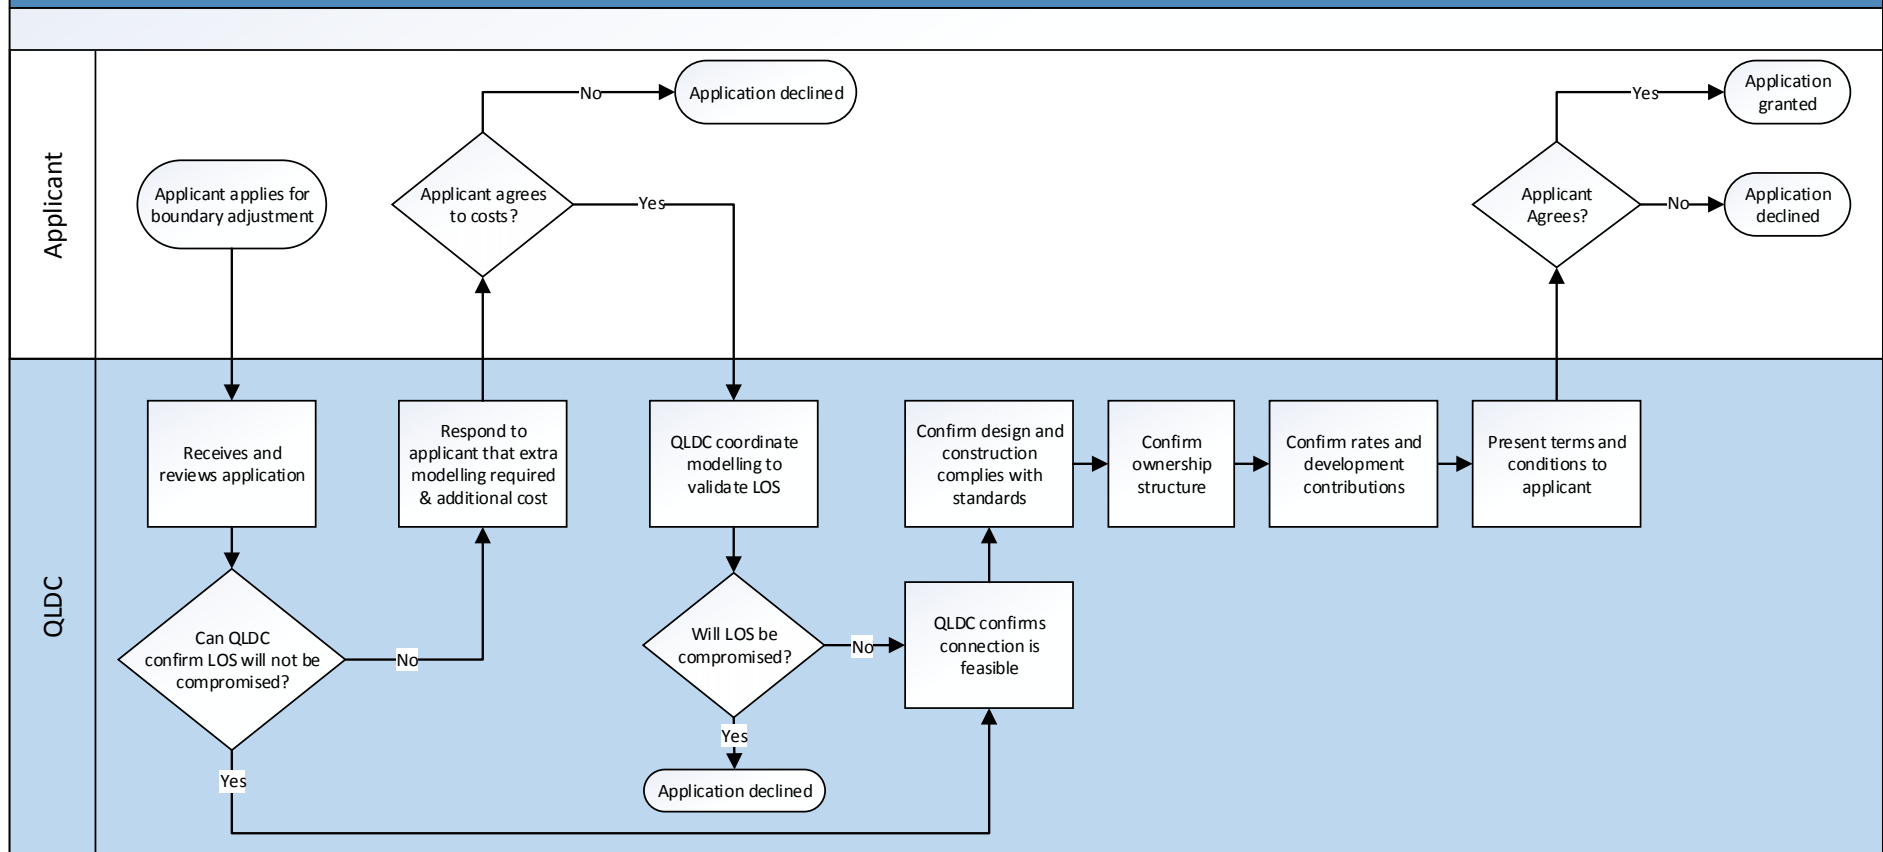 Applicant
Applicant applies for
boundary adjustment
Applicant agrees
to costs?
No
Application declined
Yes
Applicant
Agrees?
Yes
Application
granted
No
Application
declined
QLDC
Receives and
reviews application
Can QLDC
confirm LOS will not be
compromised?
No
Yes
Respond to
applicant that extra
modelling required
& additional cost
QLDC coordinate
modelling to
validate LOS
Will LOS be
compromised?
No
Yes
Application declined
QLDC confirms
connection is
feasible
Confirm design and
construction
complies with
standards
Confirm
ownership
structure
Confirm rates and
development
contributions
Present terms and
conditions to
applicant